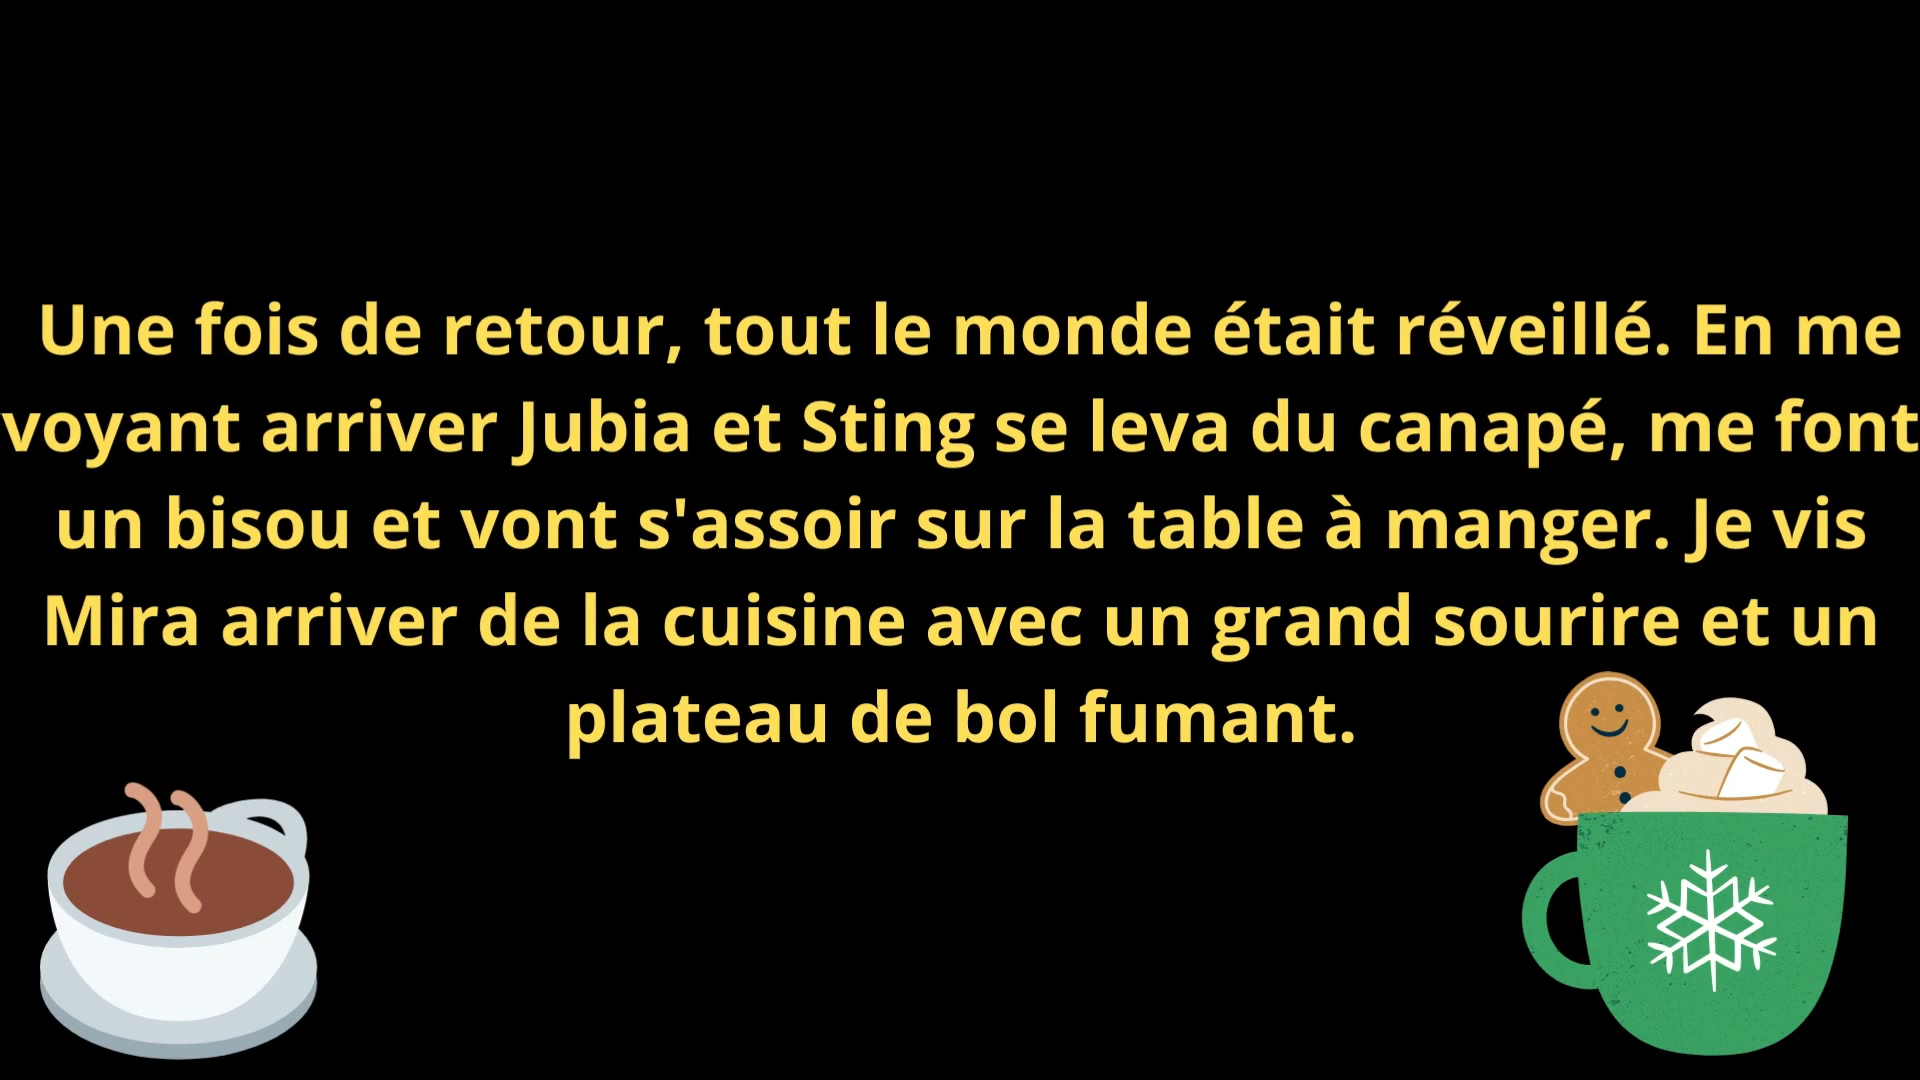 Une fois de retour, tout le monde était réveillé. En me
voyant arriver Jubia et Sting se leva du canapé, me font
un bisou et vont s'assoir sur la table à manger. Je vis
Mira arriver de la cuisine avec un grand sourire et un
plateau de bol fumant.